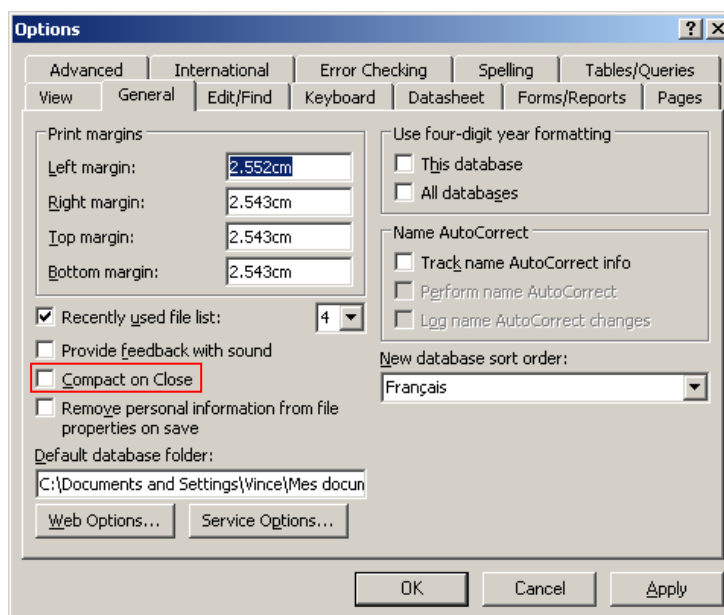 Options
Advanced International Error Checking Spelling Tables/Queries
View General Edit/Find Keyboard Datasheet Forms/Reports Pages
Print margins
Left margin: 2.552cm
Right margin: 2.543cm
Top margin: 2.543cm
Bottom margin: 2.543cm
Recently used file list: 4
Provide feedback with sound
Compact on Close
Remove personal information from file
properties on save
Default database folder:
C:\Documents and Settings\Vince\Mes docun
Web Options... Service Options...
Use four-digit year formatting
This database
All databases
Name AutoCorrect
Track name AutoCorrect info
Perform name AutoCorrect
Log name AutoCorrect changes
New database sort order:
Français
OK Cancel Apply